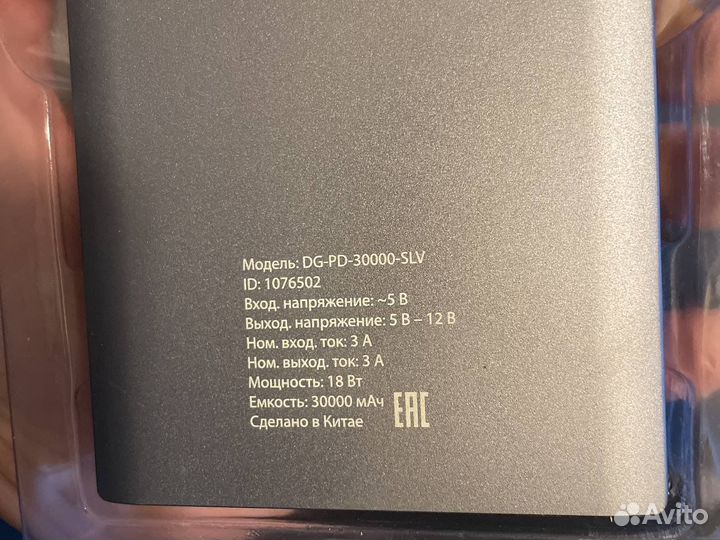 Модель: DG-PD-30000-SLV
ID: 1076502
Вход. напряжение: ~5 В
Выход. напряжение: 5 В – 12 В
Ном. вход. ток: 3 А
Ном. выход. ток: 3 А
Мощность: 18 Вт
Емкость: 30000 мАч
Сделано в Китае
EAC
Avito